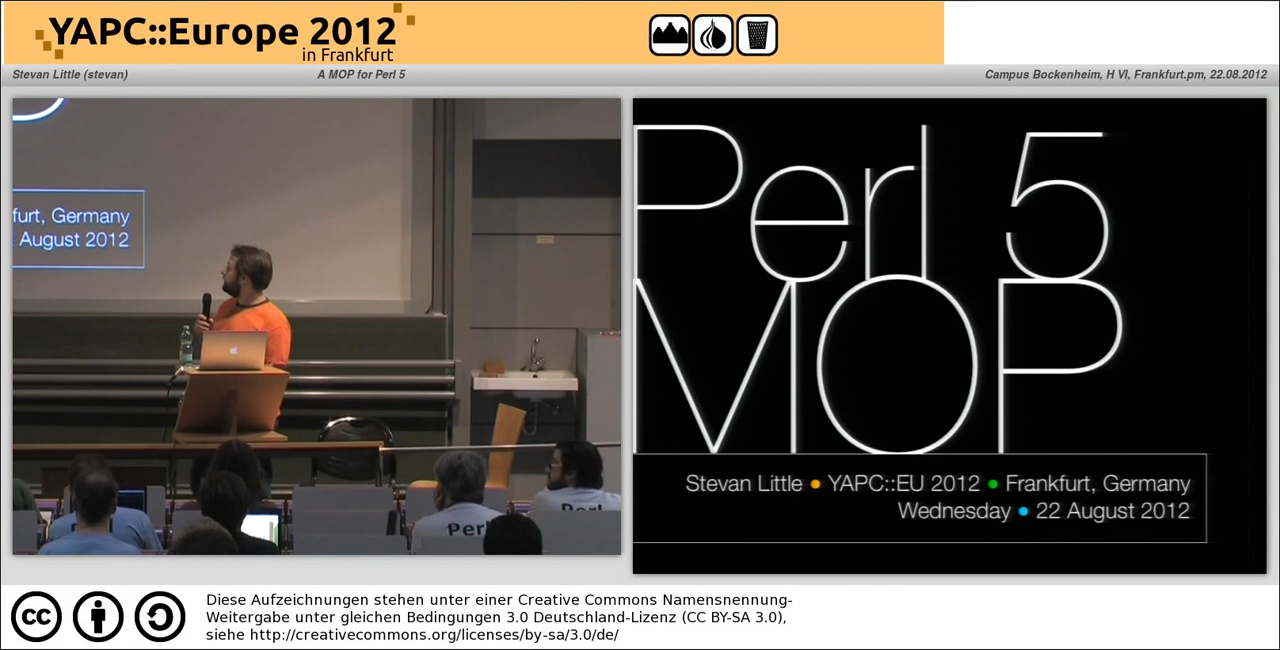 YAPC::Europe 2012
in Frankfurt
Stevan Little (stevan)
A MOP for Perl 5
Campus Bockenheim, H VI, Frankfurt.pm, 22.08.2012
furt, Germany
August 2012
Perl
Perl
Perl 5
MOP
Stevan Little • YAPC::EU 2012 • Frankfurt, Germany
Wednesday • 22 August 2012
cc
Diese Aufzeichnungen stehen unter einer Creative Commons Namensnennung-
Weitergabe unter gleichen Bedingungen 3.0 Deutschland-Lizenz (CC BY-SA 3.0),
siehe http://creativecommons.org/licenses/by-sa/3.0/de/